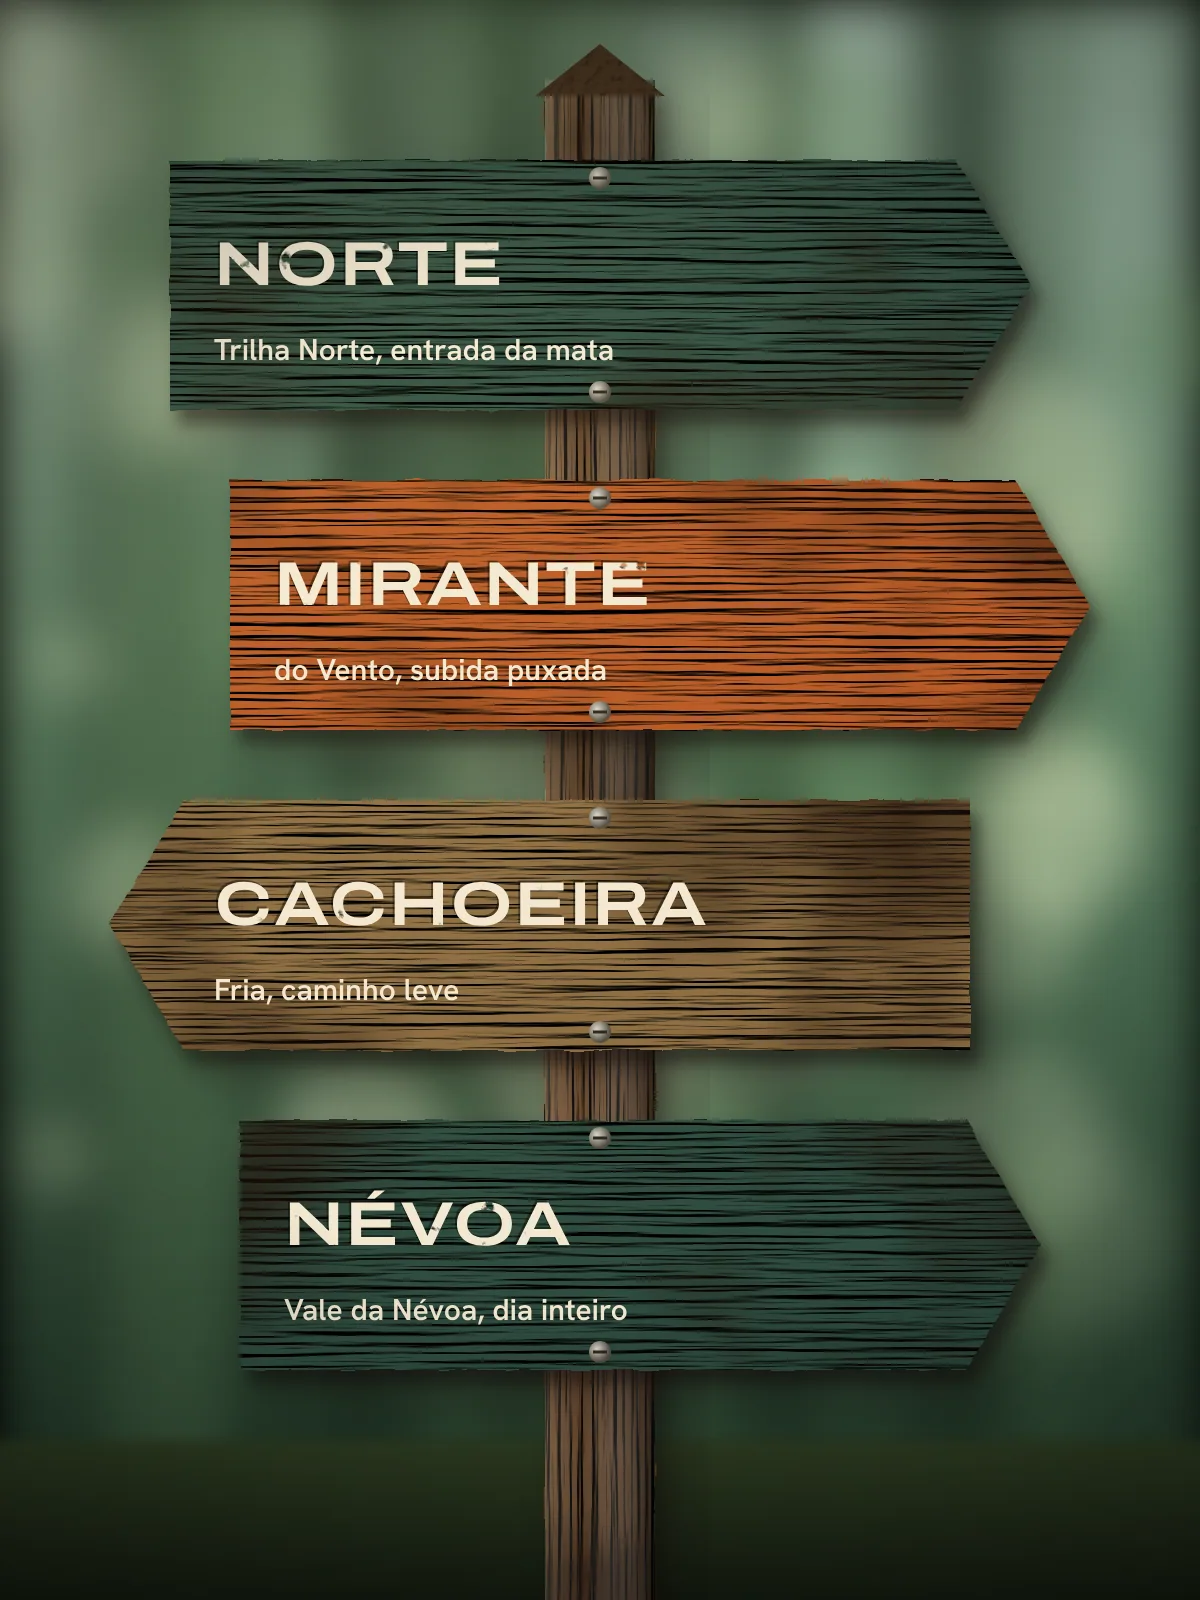 NORTE
Trilha Norte, entrada da mata
MIRANTE
do Vento, subida puxada
CACHOEIRA
Fria, caminho leve
NÉVOA
Vale da Névoa, dia inteiro